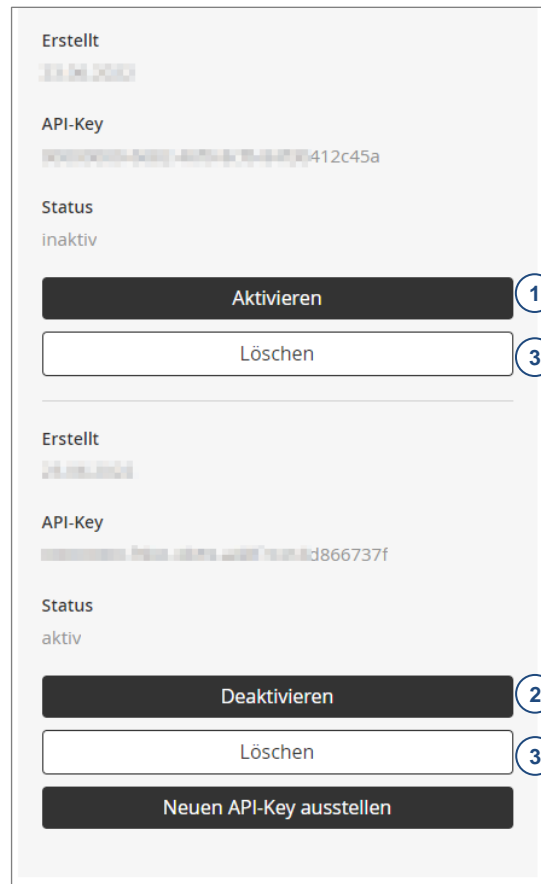 Erstellt
API-Key
412c45a
Status
inaktiv
Aktivieren 1
Löschen 3
Erstellt
API-Key
d866737f
Status
aktiv
Deaktivieren 2
Löschen 3
Neuen API-Key ausstellen